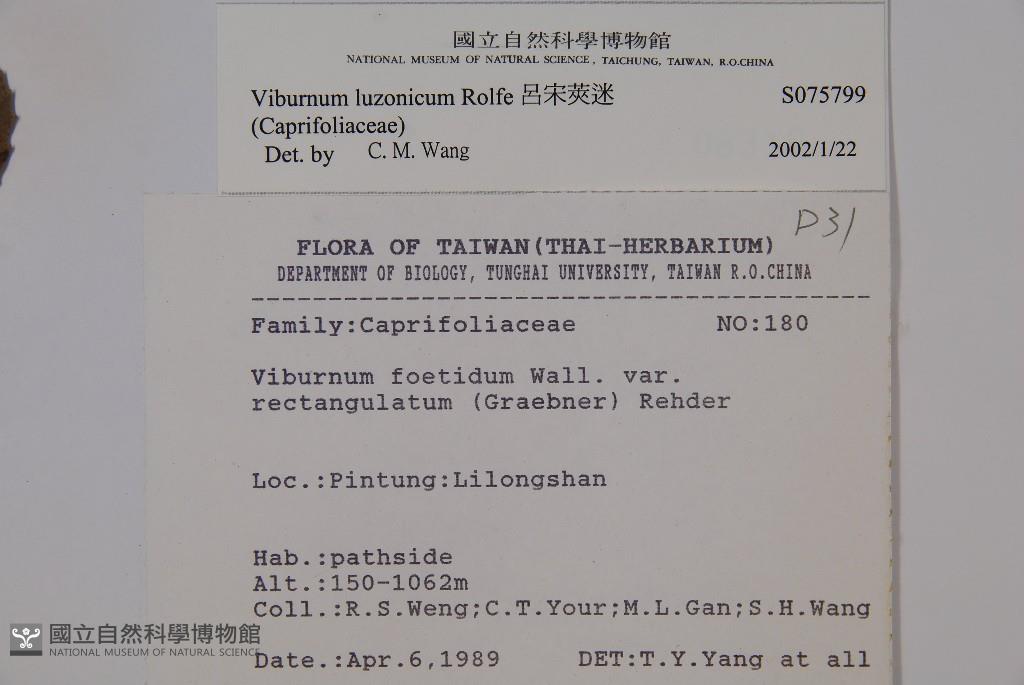 國立自然科學博物館
NATIONAL MUSEUM OF NATURAL SCIENCE, TAICHUNG, TAIWAN, R.O.CHINA
Viburnum luzonicum Rolfe 呂宋莢迷 S075799
(Caprifoliaceae)
Det. by C. M. Wang 2002/1/22
P31
FLORA OF TAIWAN(THAI-HERBARIUM)
DEPARTMENT OF BIOLOGY, TUNGHAI UNIVERSITY, TAIWAN R.O.CHINA
Family:Caprifoliaceae NO:180
Viburnum foetidum Wall. var.
rectangulatum (Graebner) Rehder
Loc.:Pintung:Lilongshan
Hab.:pathside
Alt.:150-1062m
Coll.:R.S.Weng;C.T.Your;M.L.Gan;S.H.Wang
Date.:Apr.6,1989 DET:T.Y.Yang at all
國立自然科學博物館
NATIONAL MUSEUM OF NATURAL SCIENCE